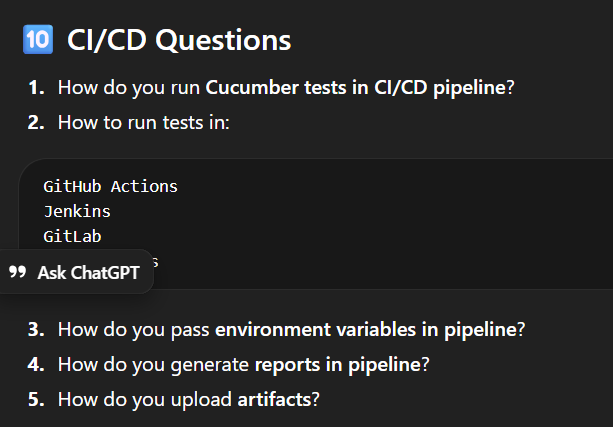 🔟 CI/CD Questions
1. How do you run Cucumber tests in CI/CD pipeline?
2. How to run tests in:
GitHub Actions
Jenkins
GitLab
Ask ChatGPT
3. How do you pass environment variables in pipeline?
4. How do you generate reports in pipeline?
5. How do you upload artifacts?